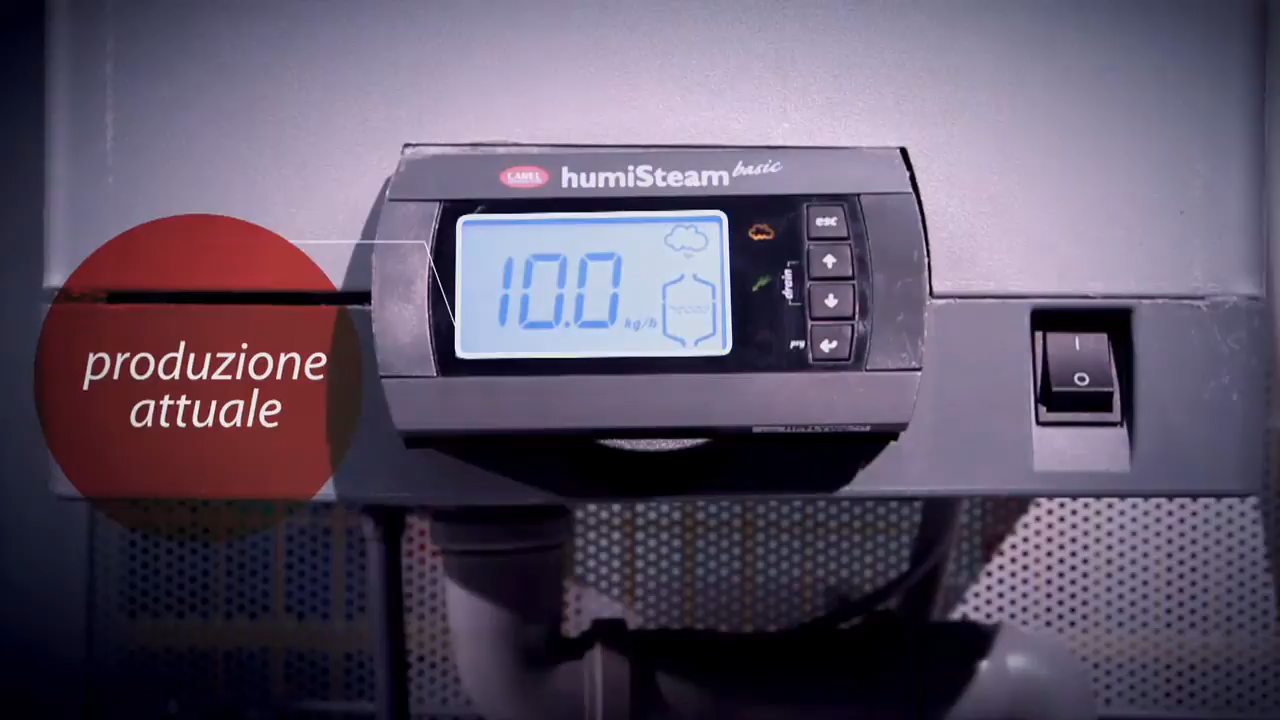 CAREL
humiSteam basic
10.0 kg/h
esc
drain
prg
I
O
produzione
attuale